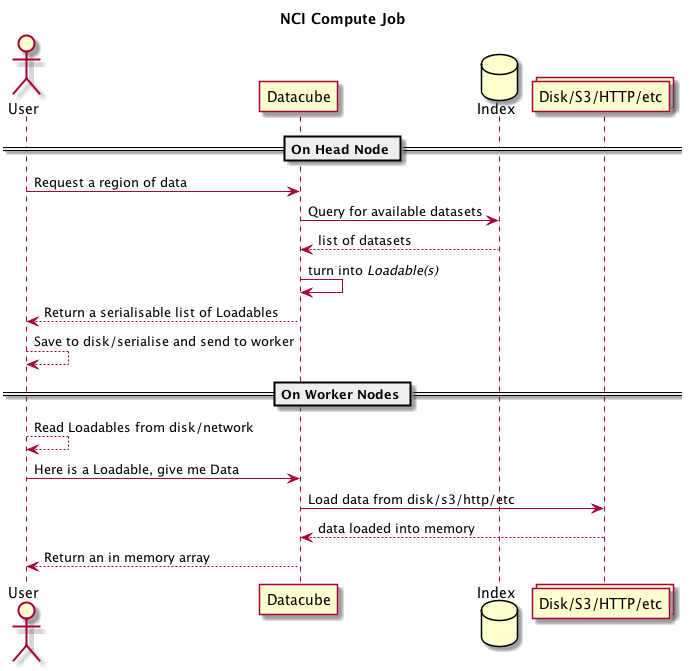 NCI Compute Job
User
Datacube
Index
Disk/S3/HTTP/etc
On Head Node
Request a region of data
Query for available datasets
list of datasets
turn into Loadable(s)
Return a serialisable list of Loadables
Save to disk/serialise and send to worker
On Worker Nodes
Read Loadables from disk/network
Here is a Loadable, give me Data
Load data from disk/s3/http/etc
data loaded into memory
Return an in memory array
User
Datacube
Index
Disk/S3/HTTP/etc